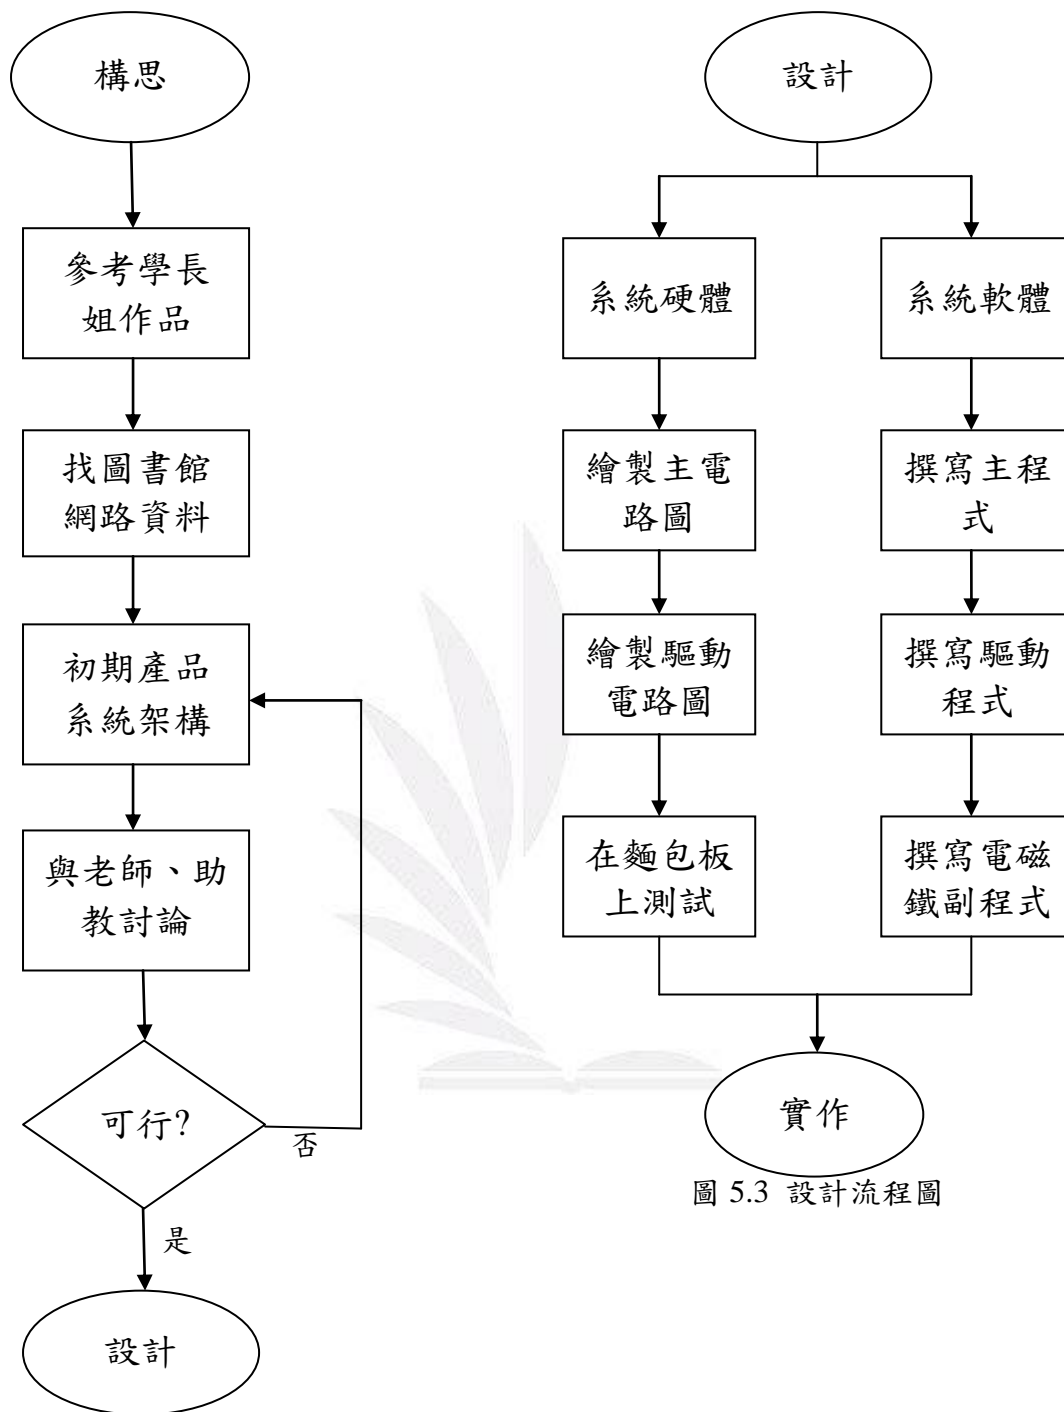 構思
參考學長
姐作品
找圖書館
網路資料
初期產品
系統架構
與老師、助
教討論
可行?
否
是
設計
設計
系統硬體
繪製主電
路圖
繪製驅動
電路圖
在麵包板
上測試
系統軟體
撰寫主程
式
撰寫驅動
程式
撰寫電磁
鐵副程式
實作
圖 5.3 設計流程圖